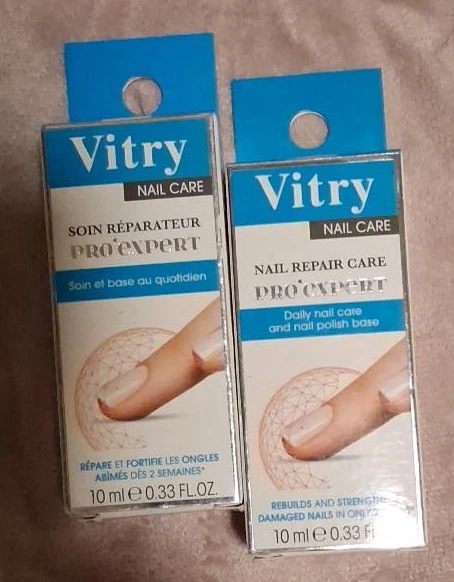 Vitry
NAIL CARE
SOIN RÉPARATEUR
PRO'EXPERT
Soin et base au quotidien
RÉPARE ET FORTIFIE LES ONGLES
ABÎMÉS DÈS 2 SEMAINES*
10 ml e 0.33 FL.OZ.
Vitry
NAIL CARE
NAIL REPAIR CARE
PRO'EXPERT
Daily nail care
and nail polish base
REBUILDS AND
DAMAGED NAILS IN ONLY
10 ml e 0.33